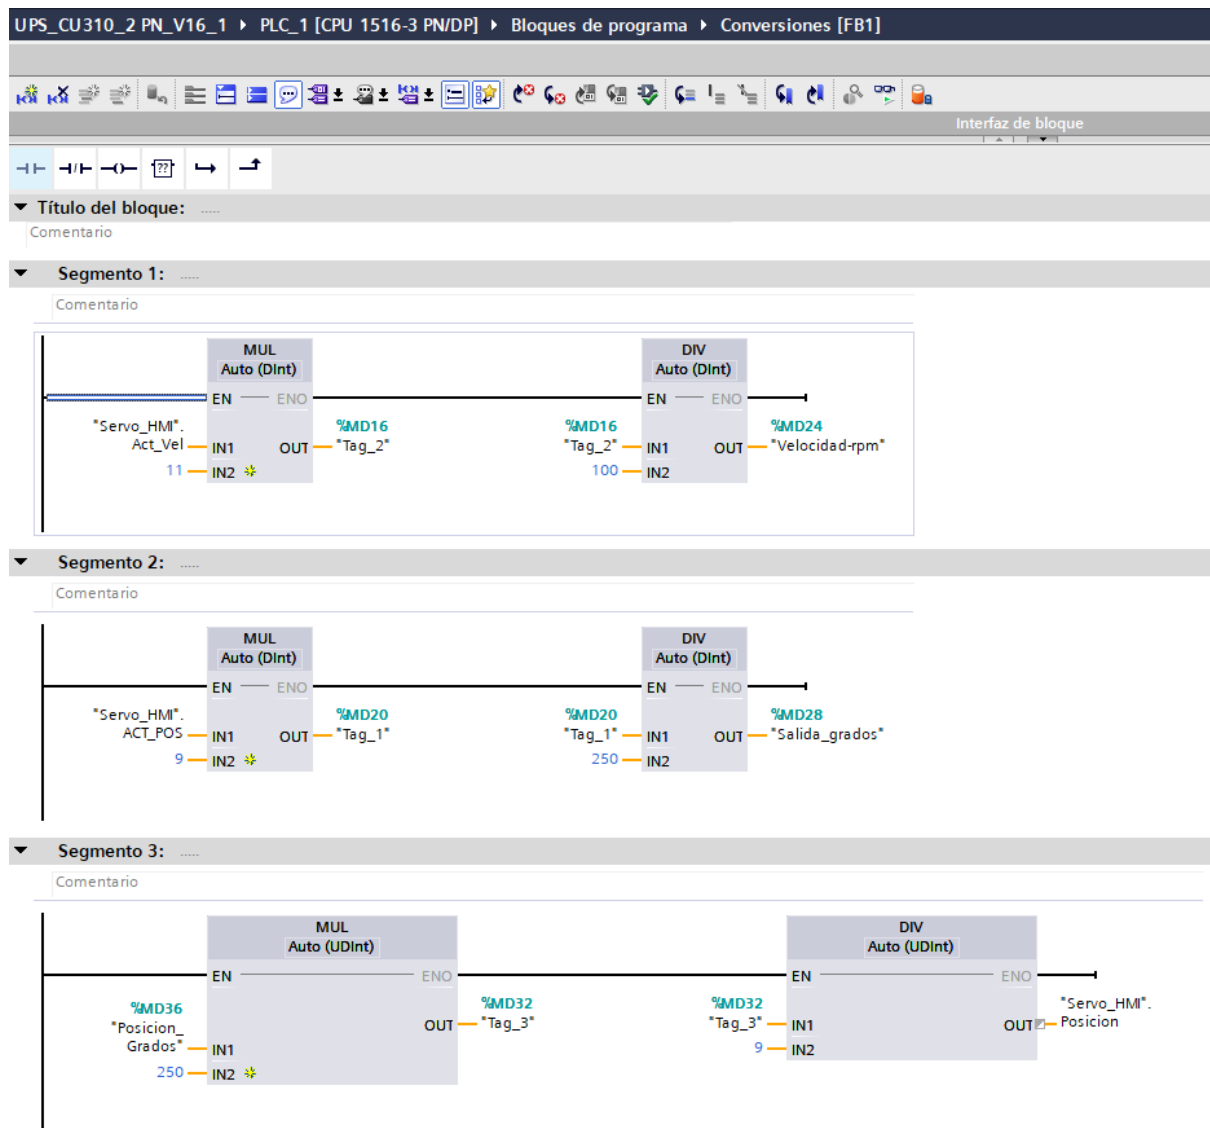 UPS_CU310_2 PN_V16_1 ▸ PLC_1 [CPU 1516-3 PN/DP] ▸ Bloques de programa ▸ Conversiones [FB1]
Interfaz de bloque
??
Título del bloque: .....
Comentario
Segmento 1: .....
Comentario
MUL DIV
Auto (DInt) Auto (DInt)
EN ENO EN ENO
"Servo_HMI". %MD16 %MD16 %MD24
Act_Vel IN1 OUT "Tag_2" "Tag_2" IN1 OUT "Velocidad-rpm"
11 IN2 100 IN2
Segmento 2: .....
Comentario
MUL DIV
Auto (DInt) Auto (DInt)
EN ENO EN ENO
"Servo_HMI". %MD20 %MD20 %MD28
ACT_POS IN1 OUT "Tag_1" "Tag_1" IN1 OUT "Salida_grados"
9 IN2 250 IN2
Segmento 3: .....
Comentario
MUL DIV
Auto (UDInt) Auto (UDInt)
EN ENO EN ENO
%MD36 %MD32 %MD32 "Servo_HMI".
"Posicion_ OUT "Tag_3" "Tag_3" IN1 OUT Posicion
Grados" IN1 9 IN2
250 IN2